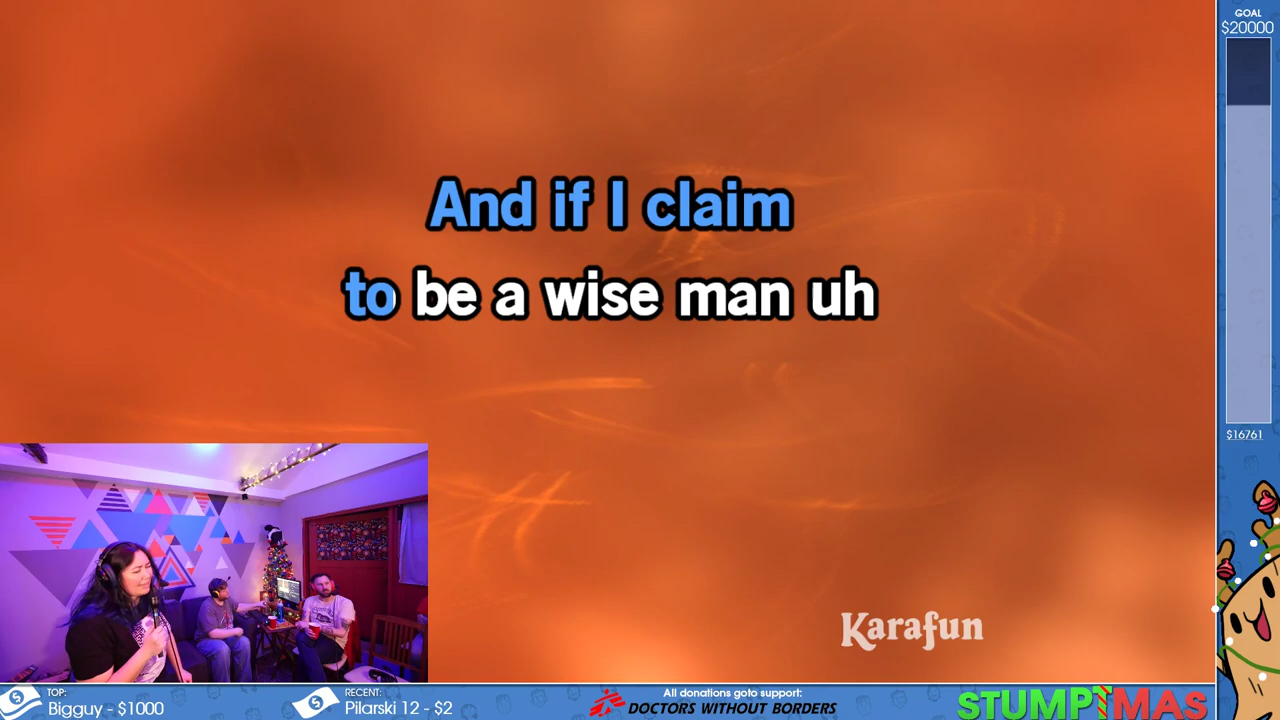 GOAL
$20000
And if I claim
to be a wise man uh
$16761
Karafun
TOP:
Bigguy - $1000
RECENT:
Pilarski 12 - $2
All donations goto support:
DOCTORS WITHOUT BORDERS
STUMPTMAS